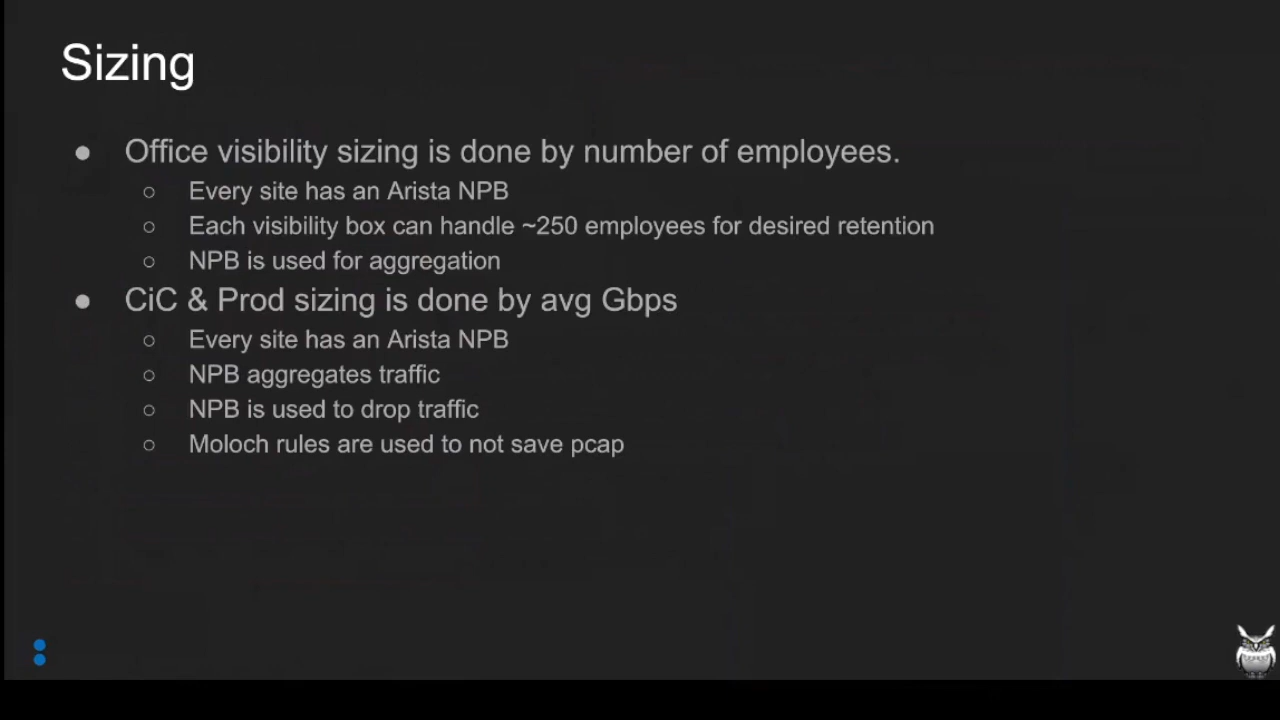 Sizing
● Office visibility sizing is done by number of employees.
○ Every site has an Arista NPB
○ Each visibility box can handle ~250 employees for desired retention
○ NPB is used for aggregation
● CiC & Prod sizing is done by avg Gbps
○ Every site has an Arista NPB
○ NPB aggregates traffic
○ NPB is used to drop traffic
○ Moloch rules are used to not save pcap